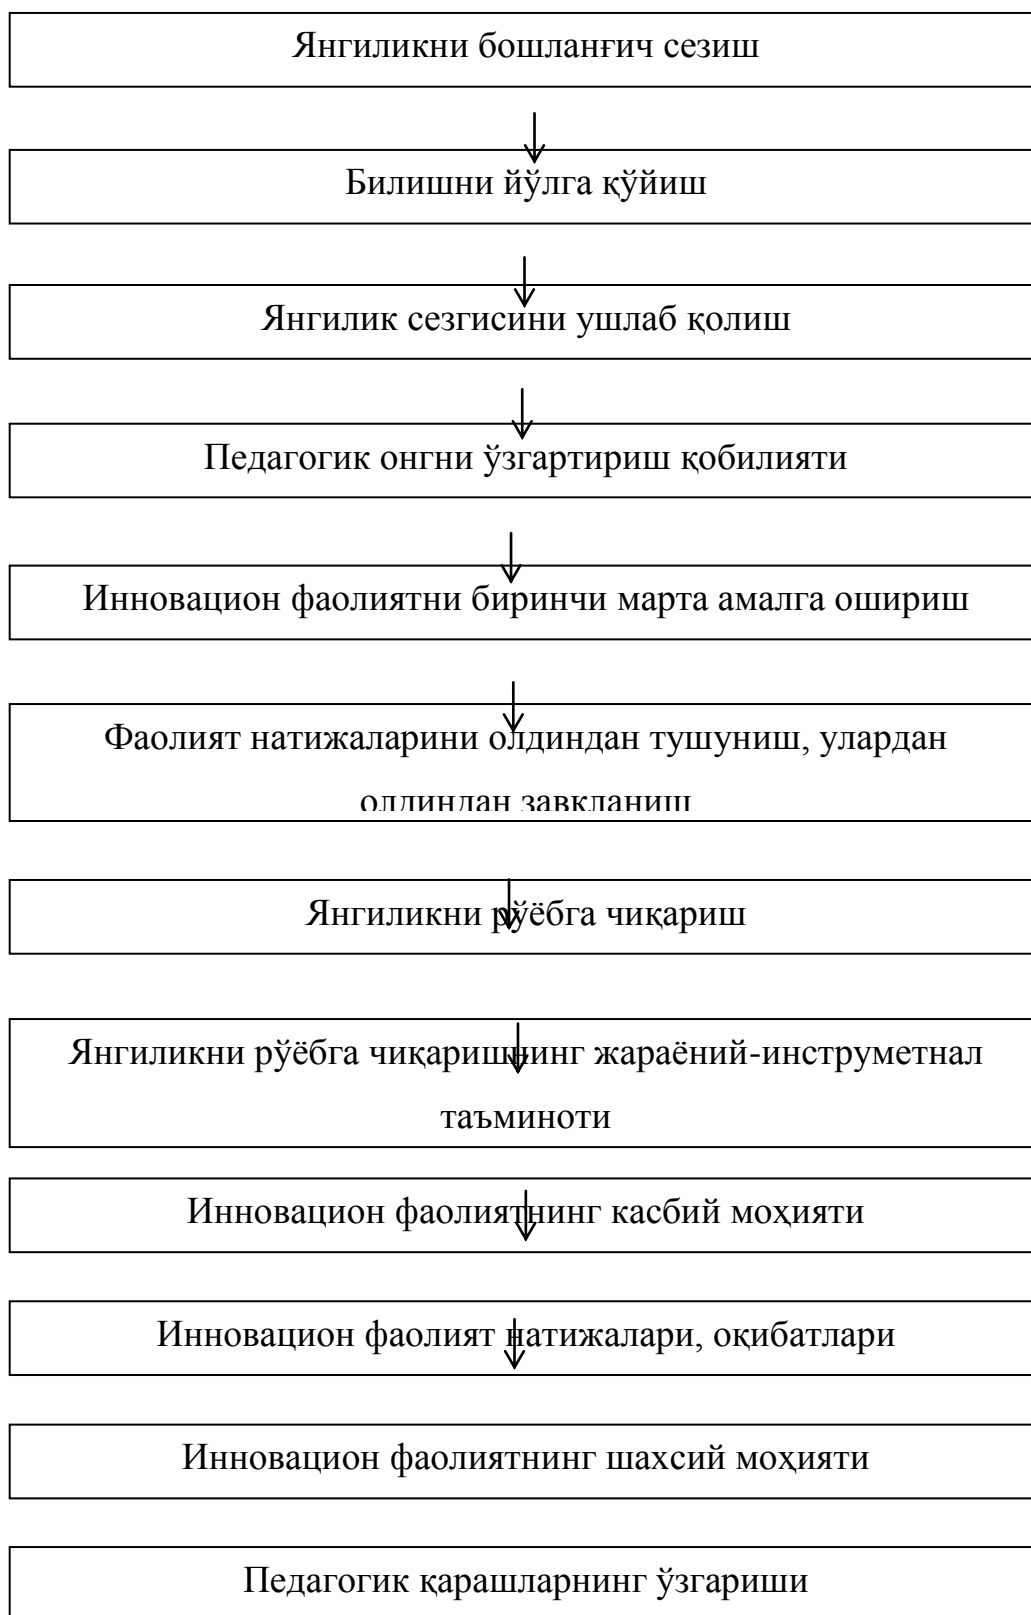 Янгиликни бошланғич сезиш
Билишни йўлга қўйиш
Янгилик сезгисини ушлаб қолиш
Педагогик онгни ўзгартириш қобилияти
Инновацион фаолиятни биринчи марта амалга ошириш
Фаолият натижаларини олдиндан тушуниш, улардан
олдиндан завқланиш
Янгиликни рўёбга чиқариш
Янгиликни рўёбга чиқаришнинг жараёний-инструметнал
таъминоти
Инновацион фаолиятнинг касбий моҳияти
Инновацион фаолият натижалари, оқибатлари
Инновацион фаолиятнинг шахсий моҳияти
Педагогик қарашларнинг ўзгариши